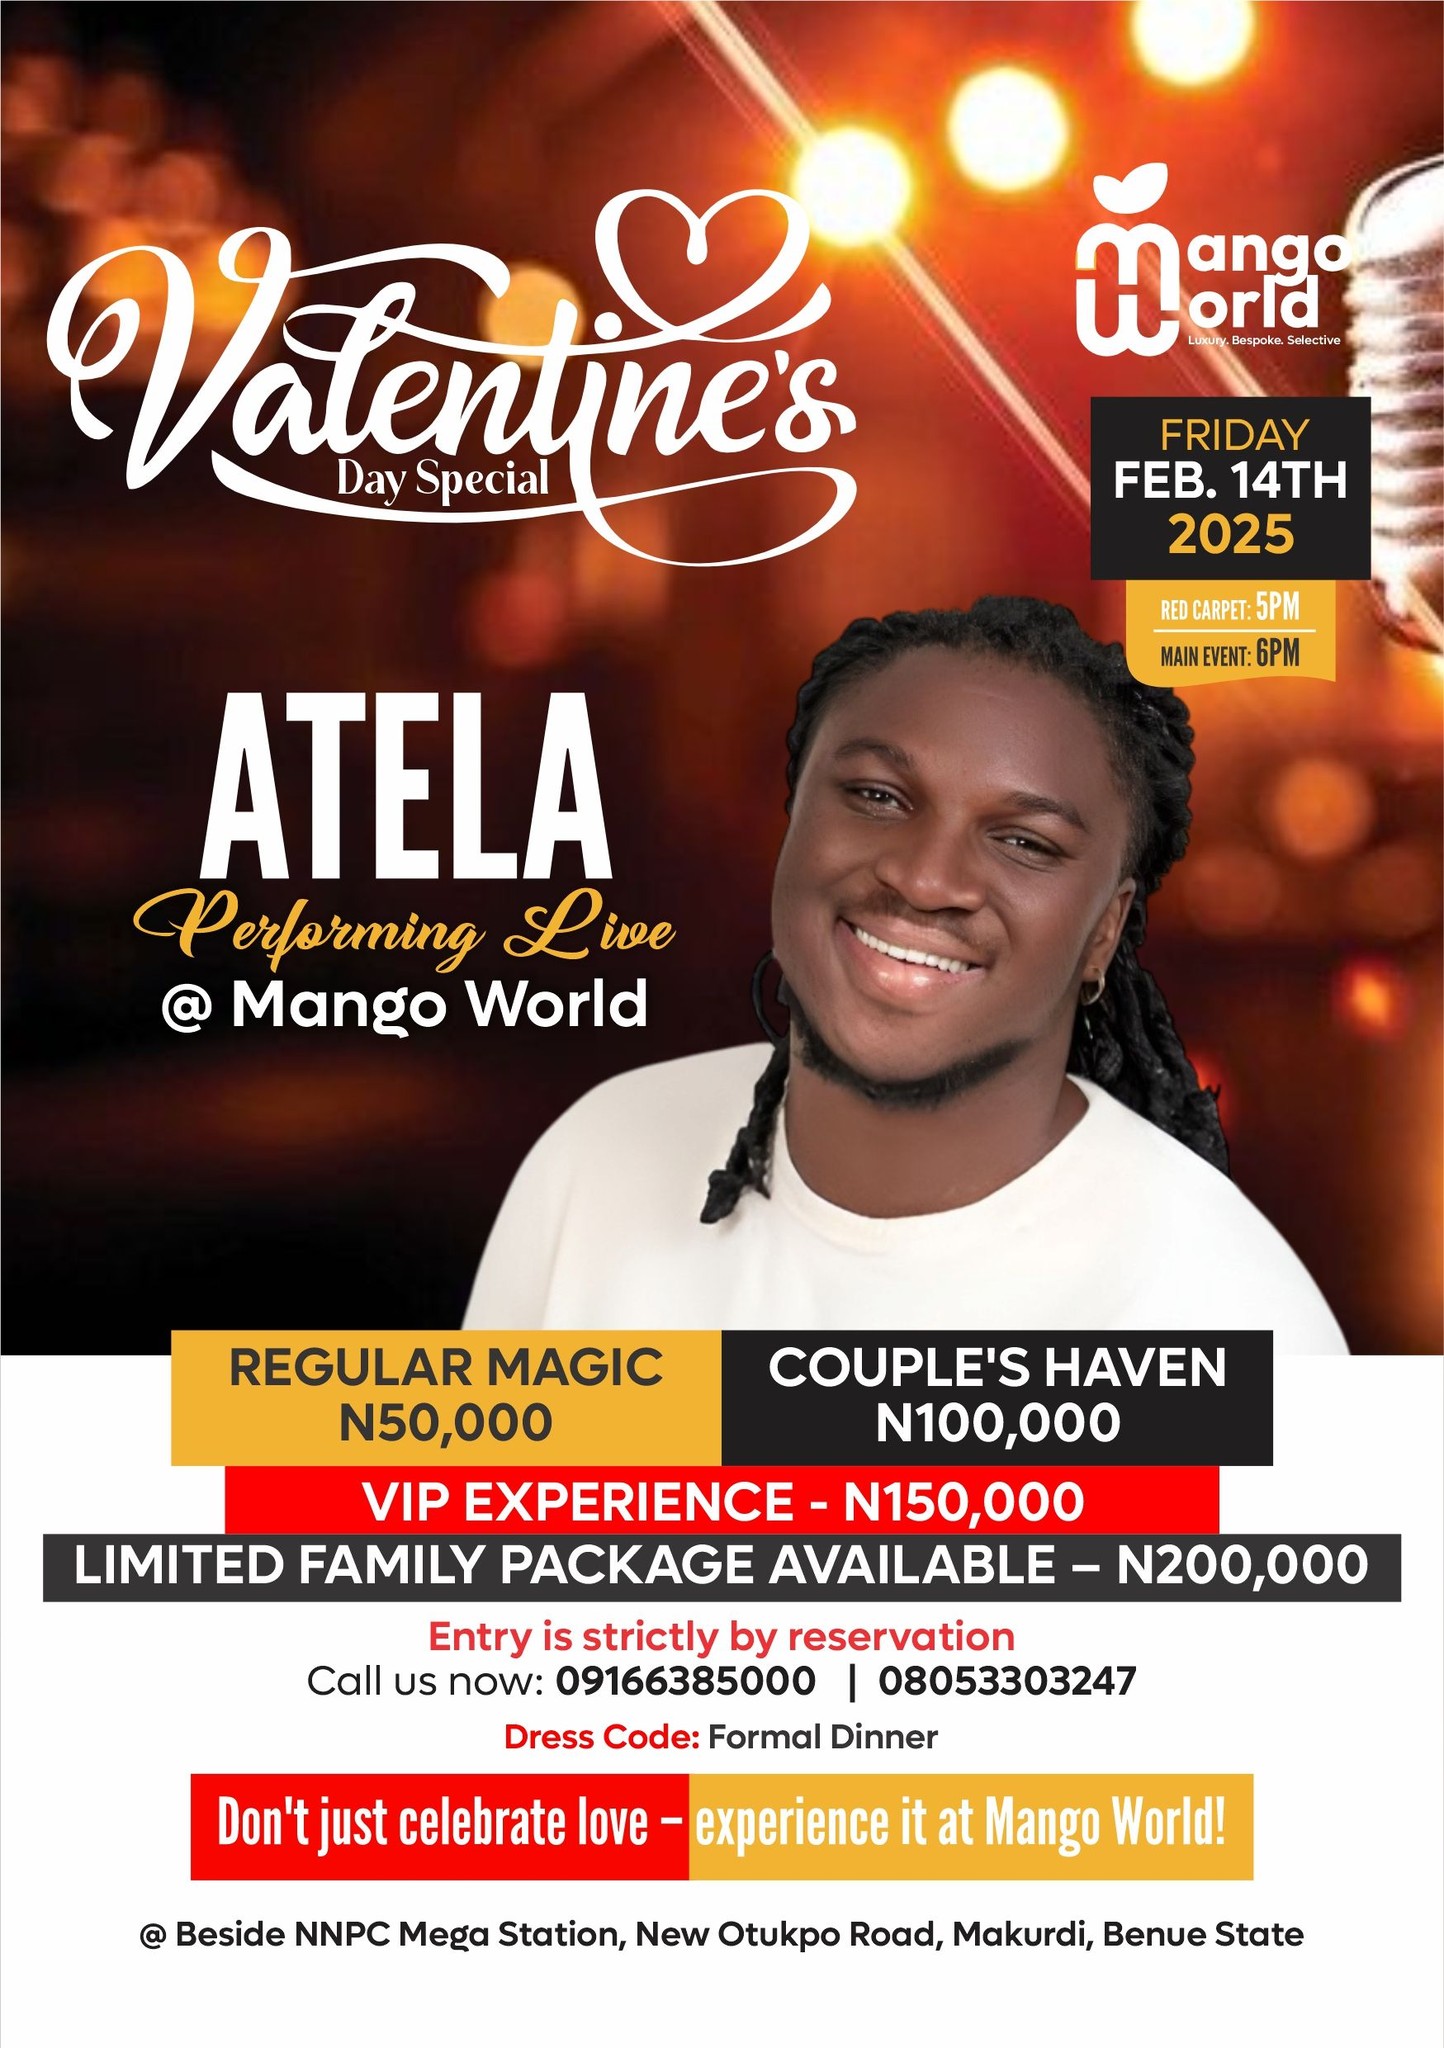 Valentine's
Day Special
Mango
World
Luxury. Bespoke. Selective
FRIDAY
FEB. 14TH
2025
RED CARPET: 5PM
MAIN EVENT: 6PM
ATELA
Performing Live
@ Mango World
REGULAR MAGIC
N50,000
COUPLE'S HAVEN
N100,000
VIP EXPERIENCE - N150,000
LIMITED FAMILY PACKAGE AVAILABLE – N200,000
Entry is strictly by reservation
Call us now: 09166385000 | 08053303247
Dress Code: Formal Dinner
Don't just celebrate love – experience it at Mango World!
@ Beside NNPC Mega Station, New Otukpo Road, Makurdi, Benue State